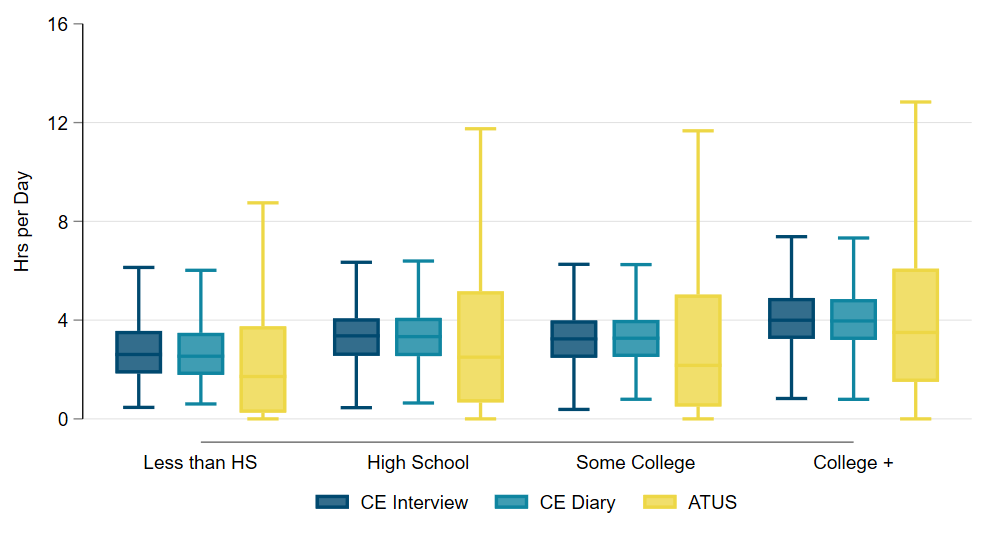 16
12
8
4
0
Hrs per Day
Less than HS
High School
Some College
College +
CE Interview
CE Diary
ATUS